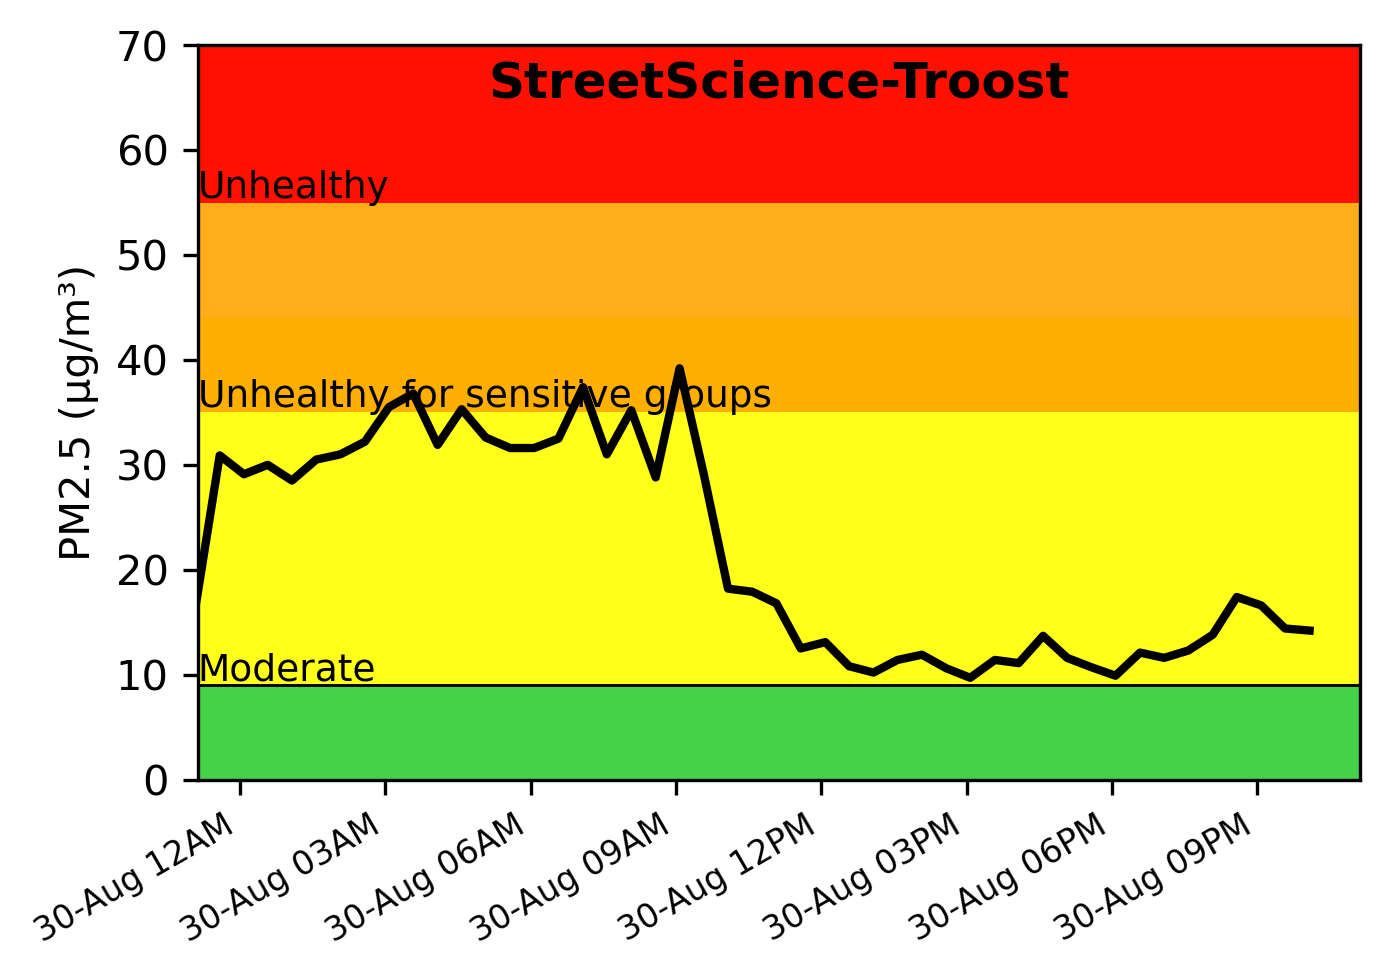 StreetScience-Troost
70
60
50
40
30
20
10
0
PM2.5 (µg/m³)
Unhealthy
Unhealthy for sensitive groups
Moderate
30-Aug 12AM
30-Aug 03AM
30-Aug 06AM
30-Aug 09AM
30-Aug 12PM
30-Aug 03PM
30-Aug 06PM
30-Aug 09PM